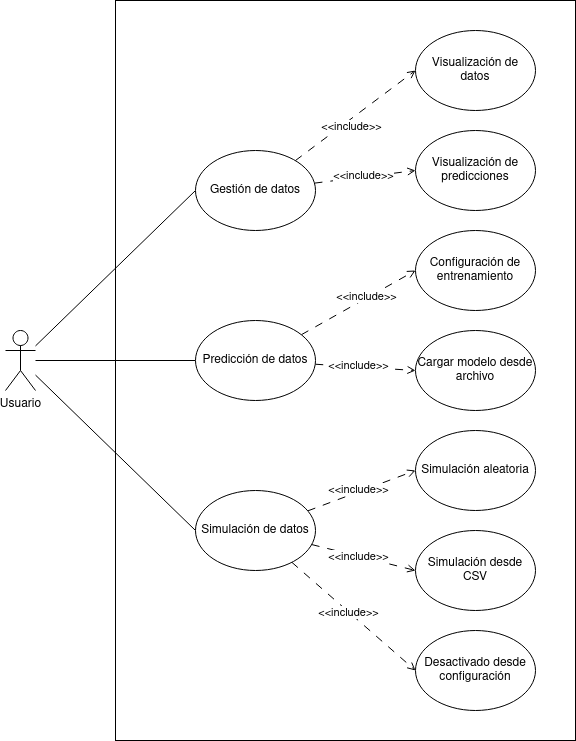 Visualización de
datos
<<include>>
Visualización de
predicciones
<<include>>
Gestión de datos
Configuración de
entrenamiento
<<include>>
Predicción de datos
<<include>>
Cargar modelo desde
archivo
Usuario
Simulación aleatoria
<<include>>
Simulación de datos
<<include>>
Simulación desde
CSV
<<include>>
Desactivado desde
configuración